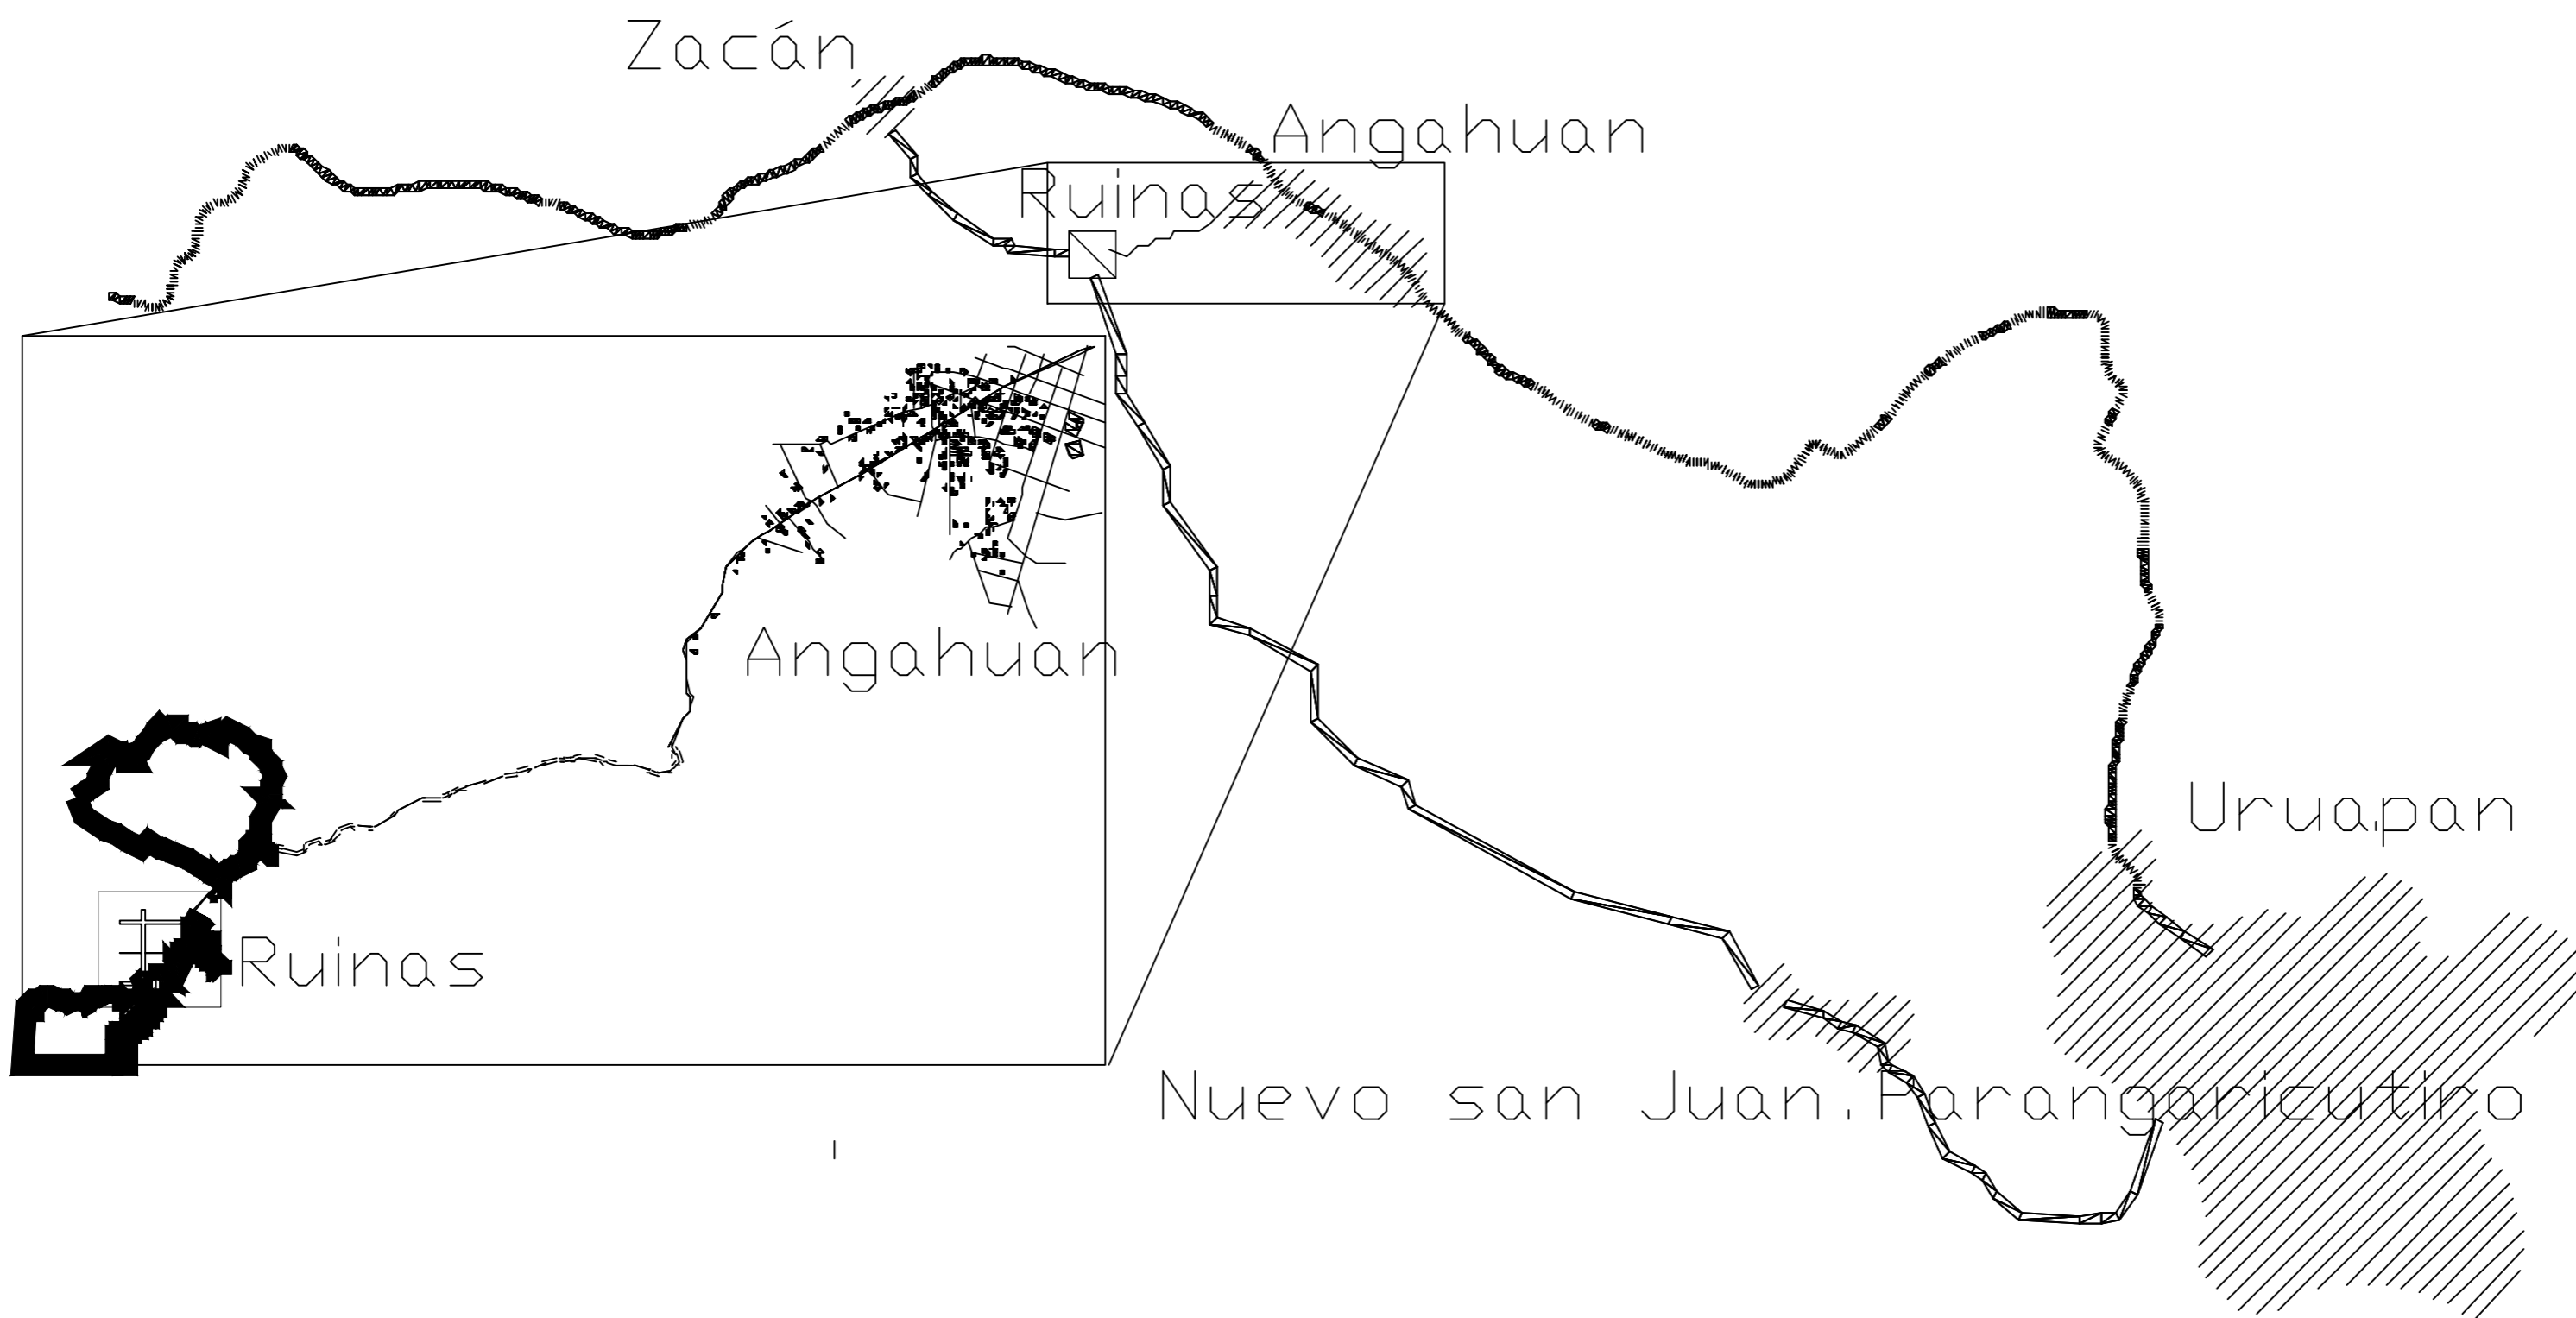 Zacán
Angahuan
Ruinas
Angahuan
Uruapan
Ruinas
Nuevo san Juan, Parangaricutiro